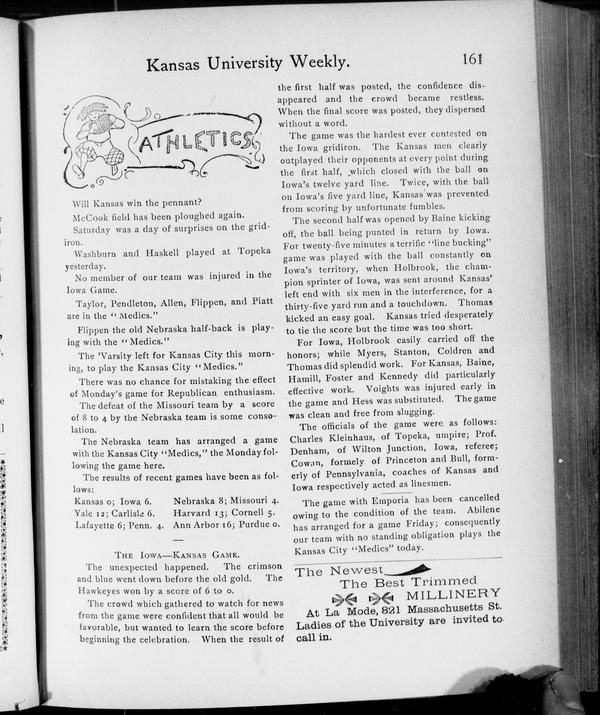 Kansas University Weekly. 161
ATHLETICS
Will Kansas win the pennant?
McCook field has been ploughed again.
Saturday was a day of surprises on the grid-
iron.
Washburn and Haskell played at Topeka
yesterday.
No member of our team was injured in the
Iowa Game.
Taylor, Pendleton, Allen, Flippen, and Piatt
are in the "Medics."
Flippen the old Nebraska half-back is play-
ing with the "Medics."
The 'Varsity left for Kansas City this morn-
ing, to play the Kansas City "Medics."
There was no chance for mistaking the effect
of Monday's game for Republican enthusiasm.
The defeat of the Missouri team by a score
of 8 to 4 by the Nebraska team is some conso-
lation.
The Nebraska team has arranged a game
with the Kansas City "Medics," the Monday fol-
lowing the game here.
The results of recent games have been as fol-
lows:
Kansas 0; Iowa 6. Nebraska 8; Missouri 4.
Yale 12; Carlisle 6. Harvard 13; Cornell 5.
Lafayette 6; Penn. 4. Ann Arbor 16; Purdue 0.
THE IOWA—KANSAS GAME.
The unexpected happened. The crimson
and blue went down before the old gold. The
Hawkeyes won by a score of 6 to 0.
The crowd which gathered to watch for news
from the game were confident that all would be
favorable, but wanted to learn the score before
beginning the celebration. When the result of
the first half was posted, the confidence dis-
appeared and the crowd became restless.
When the final score was posted, they dispersed
without a word.
The game was the hardest ever contested on
the Iowa gridiron. The Kansas men clearly
outplayed their opponents at every point during
the first half, which closed with the ball on
Iowa's twelve yard line. Twice, with the ball
on Iowa's five yard line, Kansas was prevented
from scoring by unfortunate fumbles.
The second half was opened by Baine kicking
off, the ball being punted in return by Iowa.
For twenty-five minutes a terrific "line bucking"
game was played with the ball constantly on
Iowa's territory, when Holbrook, the cham-
pion sprinter of Iowa, was sent around Kansas'
left end with six men in the interference, for a
thirty-five yard run and a touchdown. Thomas
kicked an easy goal. Kansas tried desperately
to tie the score but the time was too short.
For Iowa, Holbrook easily carried off the
honors; while Myers, Stanton, Coldren and
Thomas did splendid work. For Kansas, Baine,
Hamill, Foster and Kennedy did particularly
effective work. Voights was injured early in
the game and Hess was substituted. The game
was clean and free from slugging.
The officials of the game were as follows:
Charles Kleinhaus, of Topeka, umpire; Prof.
Denham, of Wilton Junction, Iowa, referee;
Cowan, formely of Princeton and Bull, form-
erly of Pennsylvania, coaches of Kansas and
Iowa respectively acted as linesmen.
The game with Emporia has been cancelled
owing to the condition of the team. Abilene
has arranged for a game Friday; consequently
our team with no standing obligation plays the
Kansas City "Medics" today.
The Newest
The Best Trimmed
MILLINERY
At La Mode, 821 Massachusetts St.
Ladies of the University are invited to
call in.